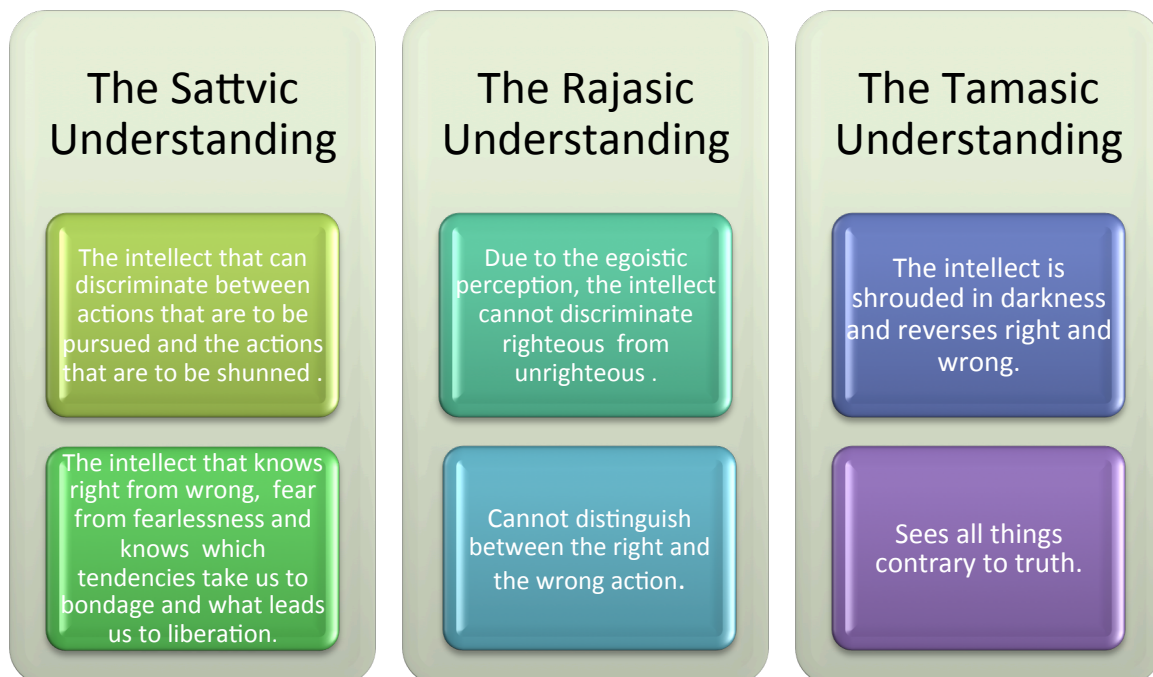 The Sattvic
Understanding
The intellect that can
discriminate between
actions that are to be
pursued and the actions
that are to be shunned .
The intellect that knows
right from wrong,  fear
from fearlessness and
knows  which
tendencies take us to
bondage and what leads
us to liberation.
The Rajasic
Understanding
Due to the egoistic
perception, the intellect
cannot discriminate
righteous  from
unrighteous .
Cannot distinguish
between the right and
the wrong action.
The Tamasic
Understanding
The intellect is
shrouded in darkness
and reverses right and
wrong.
Sees all things
contrary to truth.